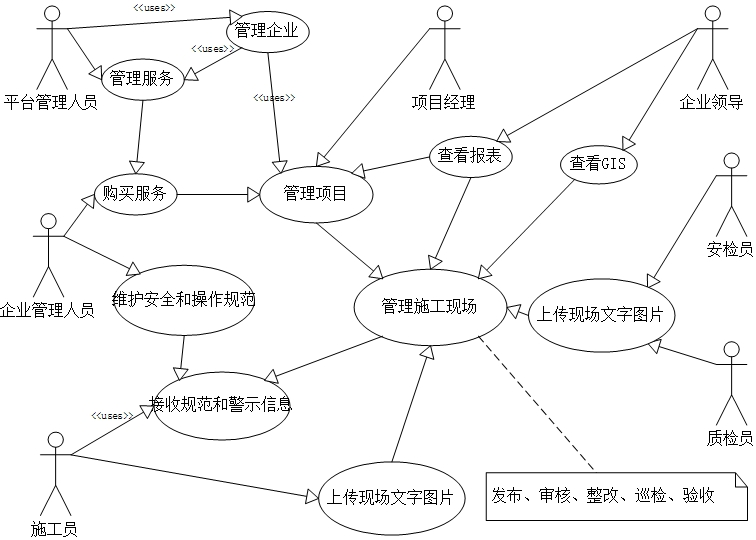 <<uses>>
管理企业
<<uses>>
管理服务
平台管理人员
<<uses>>
项目经理
企业领导
查看报表
查看GIS
购买服务
管理项目
安检员
企业管理人员
维护安全和操作规范
管理施工现场
上传现场文字图片
接收规范和警示信息
<<uses>>
质检员
施工员
上传现场文字图片
发布、审核、整改、巡检、验收